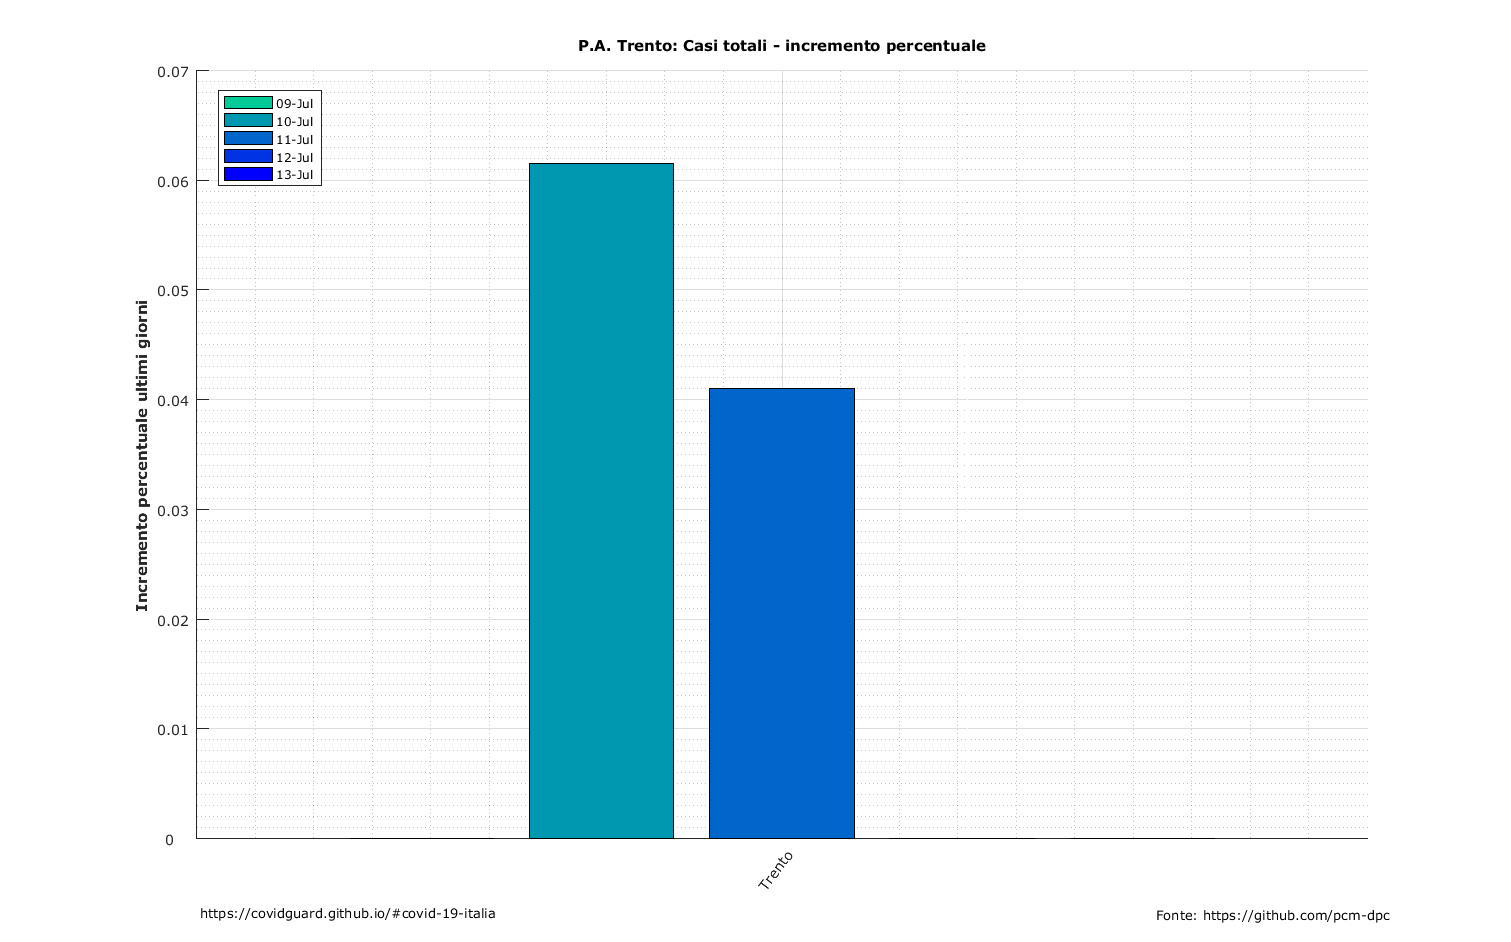 P.A. Trento: Casi totali - incremento percentuale
0.07
0.06
0.05
0.04
0.03
0.02
0.01
0
Incremento percentuale ultimi giorni
09-Jul
10-Jul
11-Jul
12-Jul
13-Jul
Trento
https://covidguard.github.io/#covid-19-italia
Fonte: https://github.com/pcm-dpc